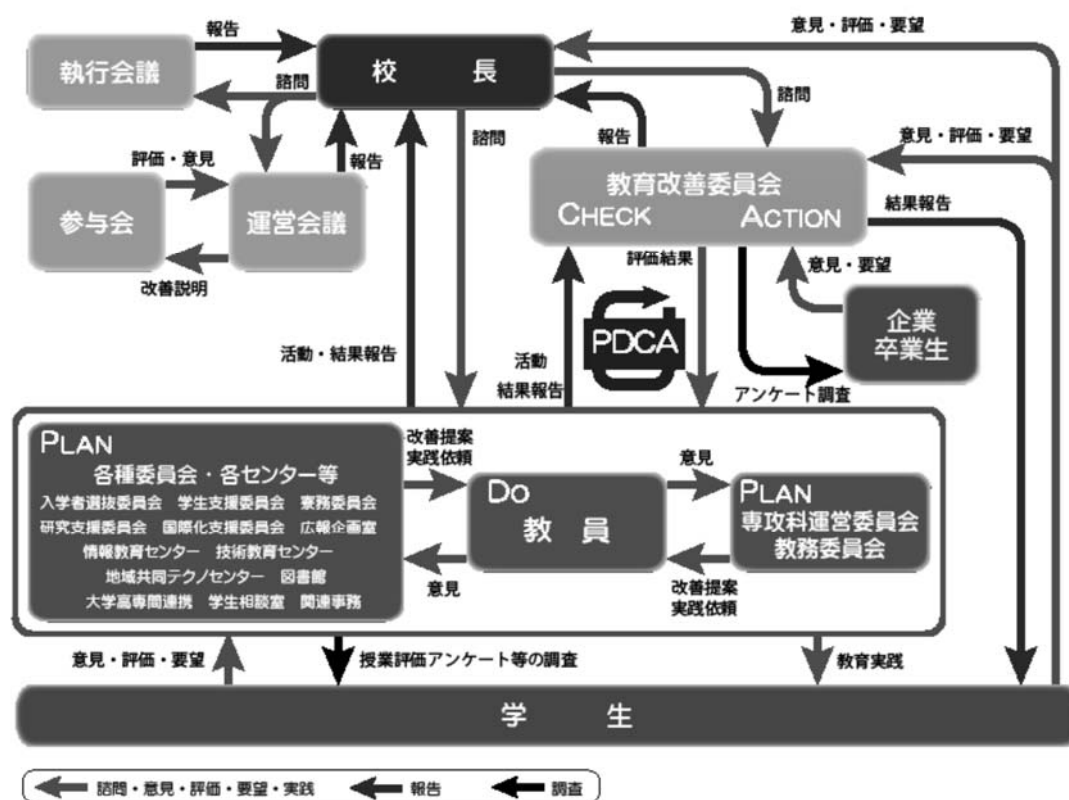 報告
意見・評価・要望
執行会議
校 長
諮問
諮問
報告
諮問
報告
意見・評価・要望
評価・意見
参与会
運営会議
教育改善委員会
CHECK ACTION
結果報告
改善説明
評価結果
意見・要望
企業
卒業生
PDCA
活動・結果報告
活動
結果報告
アンケート調査
PLAN
各種委員会・各センター等
入学者選抜委員会 学生支援委員会 寮務委員会
研究支援委員会 国際化支援委員会 広報企画室
情報教育センター 技術教育センター
地域共同テクノセンター 図書館
大学高専間連携 学生相談室 関連事務
改善提案
実践依頼
意見
DO
教 員
意見
PLAN
専攻科運営委員会
教務委員会
改善提案
実践依頼
意見・評価・要望
授業評価アンケート等の調査
教育実践
学 生
諮問・意見・評価・要望・実践
報告
調査